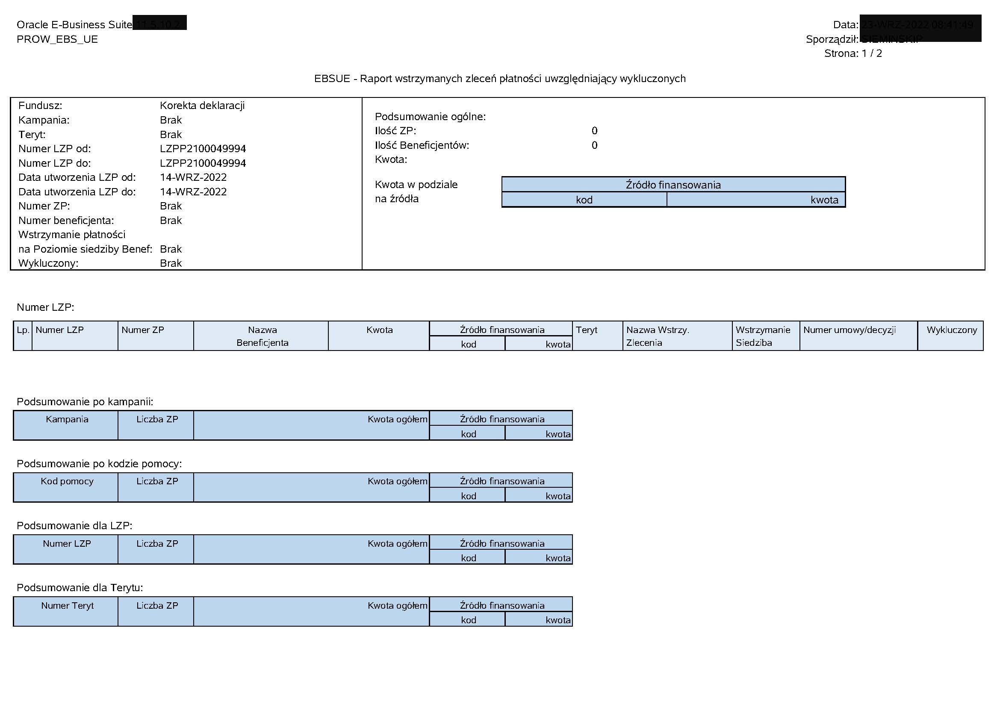 Oracle E-Business Suite
PROW_EBS_UE
Data:
Sporządził:
Strona: 1 / 2
EBSUE - Raport wstrzymanych zleceń płatności uwzględniający wykluczonych
Fundusz: Korekta deklaracji
Kampania: Brak
Teryt: Brak
Numer LZP od: LZPP2100049994
Numer LZP do: LZPP2100049994
Data utworzenia LZP od: 14-WRZ-2022
Data utworzenia LZP do: 14-WRZ-2022
Numer ZP: Brak
Numer beneficjenta: Brak
Wstrzymanie płatności
na Poziomie siedziby Benef: Brak
Wykluczony: Brak
Podsumowanie ogólne:
Ilość ZP: 0
Ilość Beneficjentów: 0
Kwota:
Kwota w podziale
na źródła
Źródło finansowania
kod kwota
Numer LZP:
Lp. Numer LZP Numer ZP Nazwa Kwota Źródło finansowania Teryt Nazwa Wstrzy. Wstrzymanie Numer umowy/decyzji Wykluczony
Beneficjenta kod kwota Zlecenia Siedziba
Podsumowanie po kampanii:
Kampania Liczba ZP Kwota ogółem Źródło finansowania
kod kwota
Podsumowanie po kodzie pomocy:
Kod pomocy Liczba ZP Kwota ogółem Źródło finansowania
kod kwota
Podsumowanie dla LZP:
Numer LZP Liczba ZP Kwota ogółem Źródło finansowania
kod kwota
Podsumowanie dla Terytu:
Numer Teryt Liczba ZP Kwota ogółem Źródło finansowania
kod kwota